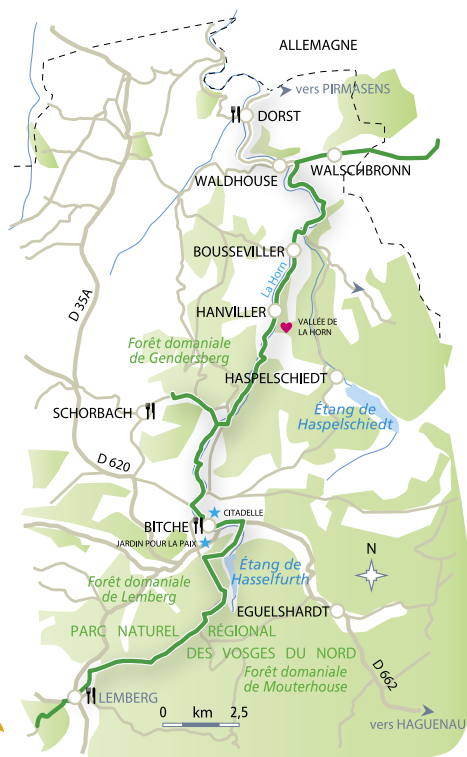 ALLEMAGNE
vers PIRMASENS
DORST
WALSCHBRONN
WALDHOUSE
BOUSSEVILLER
La Horn
HANVILLER
VALLÉE DE
LA HORN
D 35A
Forêt domaniale
de Gendersberg
HASPELSCHIEDT
SCHORBACH
Étang de
Haspelschiedt
D 620
CITADELLE
BITCHE
JARDIN POUR LA PAIX
N
Étang de
Hasselfurth
Forêt domaniale
de Lemberg
EGUELSHARDT
PARC NATUREL RÉGIONAL
DES VOSGES DU NORD
Forêt domaniale
de Mouterhouse
D 662
LEMBERG
0 km 2,5
vers HAGUENAU